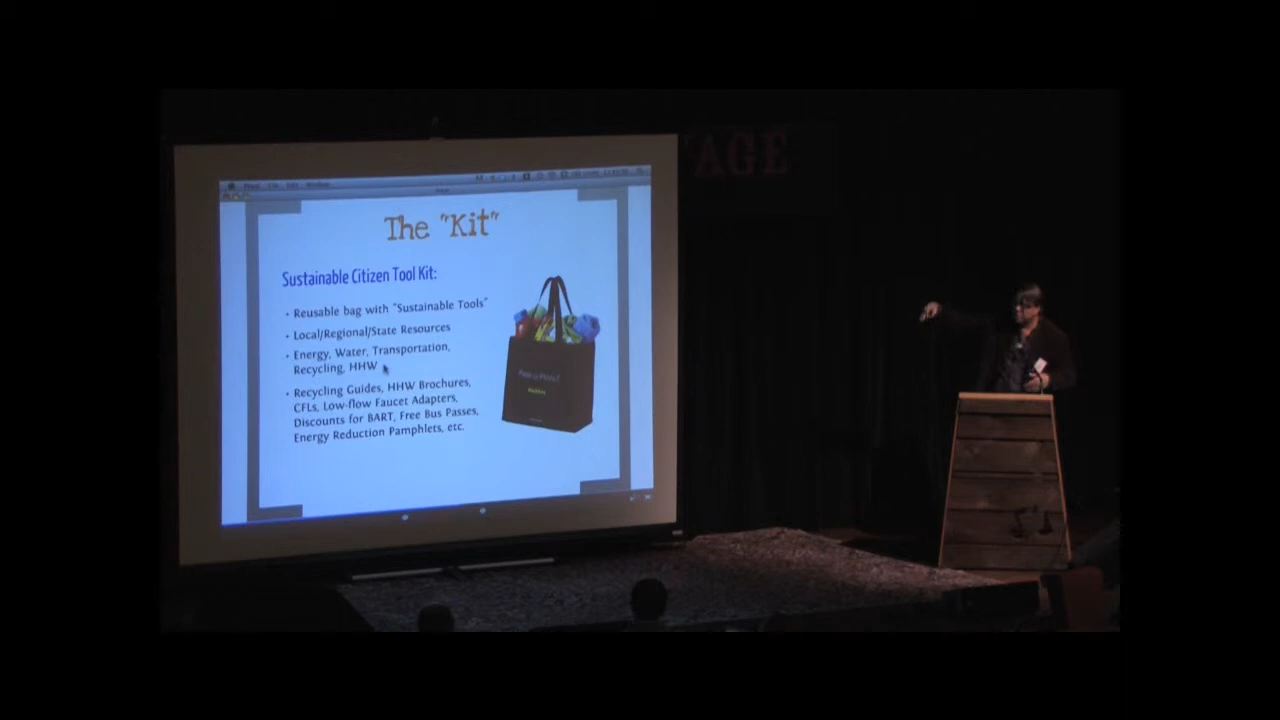 AGE
The "Kit"
Sustainable Citizen Tool Kit:
• Reusable bag with "Sustainable Tools"
• Local/Regional/State Resources
• Energy, Water, Transportation,
Recycling, HHW
• Recycling Guides, HHW Brochures,
CFLs, Low-flow Faucet Adapters,
Discounts for BART, Free Bus Passes,
Energy Reduction Pamphlets, etc.